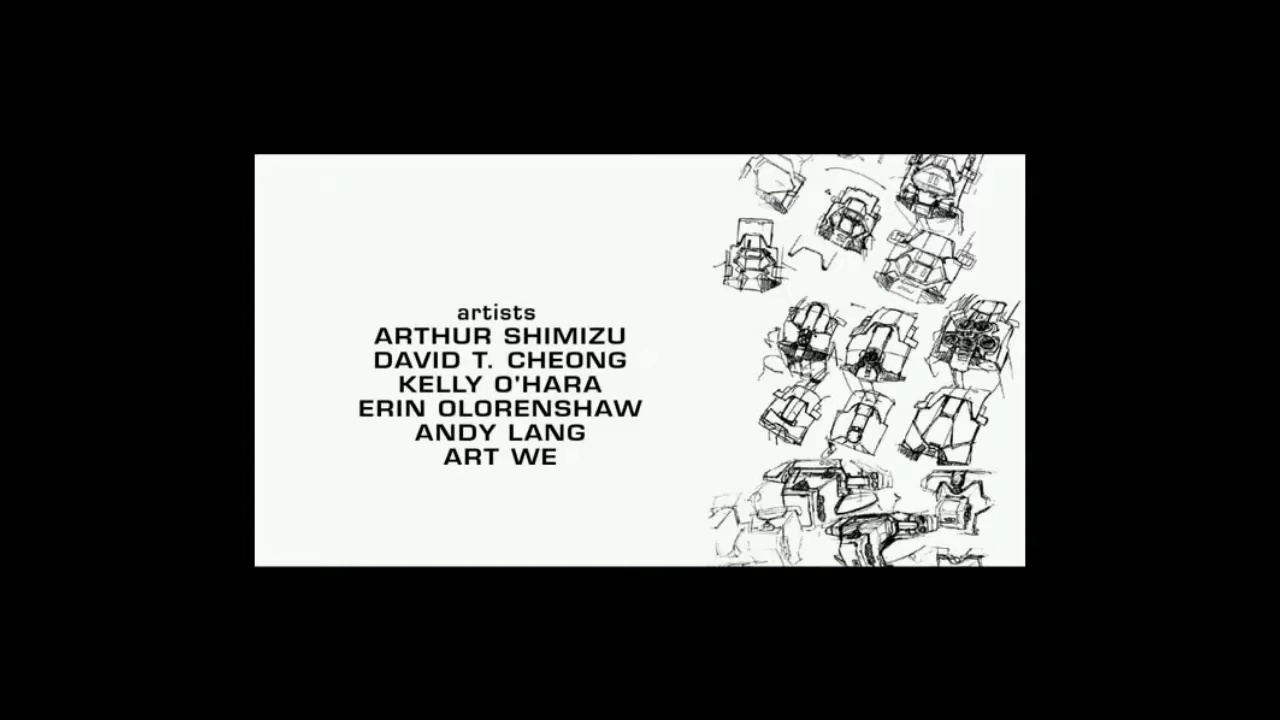 artists
ARTHUR SHIMIZU
DAVID T. CHEONG
KELLY O'HARA
ERIN OLORENSHAW
ANDY LANG
ART WE